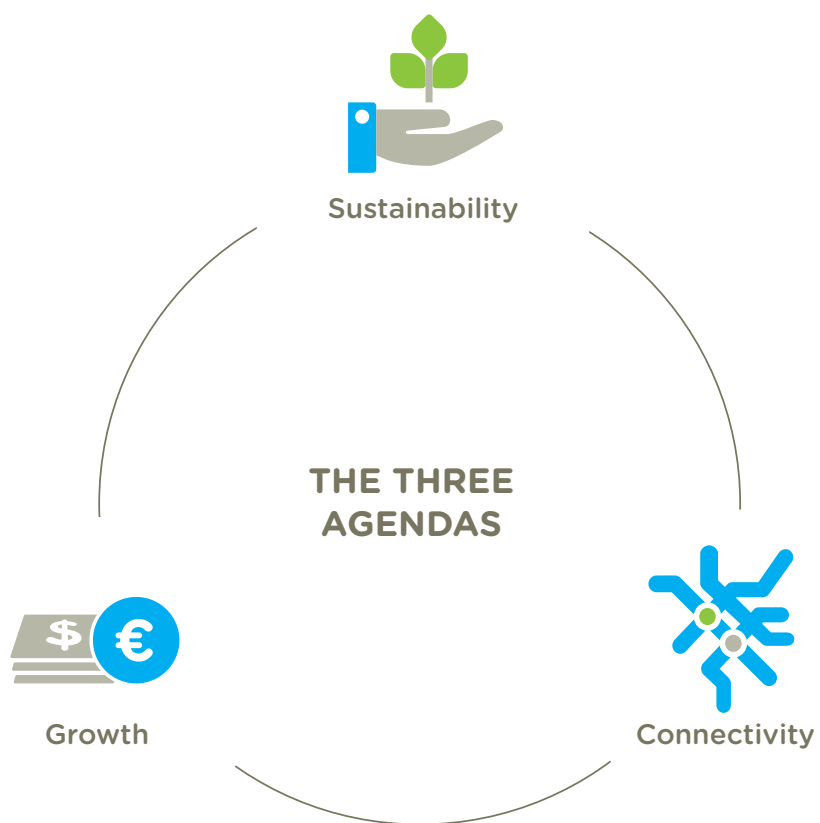 Sustainability
THE THREE
AGENDAS
$
€
Growth
Connectivity